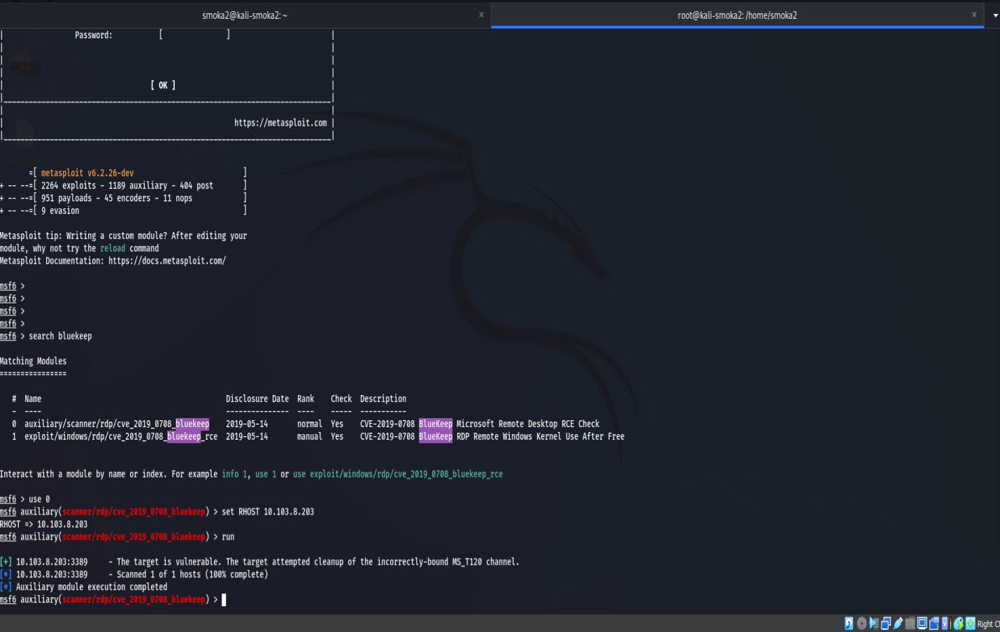 smoka2@kali-smoka2: ~ x root@kali-smoka2: /home/smoka2 x
| Password: [ ] |
| |
| |
| |
| [ OK ] |
|______________________________________________________________________________|
| |
| https://metasploit.com |
|______________________________________________________________________________|
=[ metasploit v6.2.26-dev ]
+ -- --=[ 2264 exploits - 1189 auxiliary - 404 post ]
+ -- --=[ 951 payloads - 45 encoders - 11 nops ]
+ -- --=[ 9 evasion ]
Metasploit tip: Writing a custom module? After editing your
module, why not try the reload command
Metasploit Documentation: https://docs.metasploit.com/
msf6 >
msf6 >
msf6 >
msf6 >
msf6 > search bluekeep
Matching Modules
================
# Name Disclosure Date Rank Check Description
- ---- --------------- ---- ----- -----------
0 auxiliary/scanner/rdp/cve_2019_0708_bluekeep 2019-05-14 normal Yes CVE-2019-0708 BlueKeep Microsoft Remote Desktop RCE Check
1 exploit/windows/rdp/cve_2019_0708_bluekeep_rce 2019-05-14 manual Yes CVE-2019-0708 BlueKeep RDP Remote Windows Kernel Use After Free
Interact with a module by name or index. For example info 1, use 1 or use exploit/windows/rdp/cve_2019_0708_bluekeep_rce
msf6 > use 0
msf6 auxiliary(scanner/rdp/cve_2019_0708_bluekeep) > set RHOST 10.103.8.203
RHOST => 10.103.8.203
msf6 auxiliary(scanner/rdp/cve_2019_0708_bluekeep) > run
[+] 10.103.8.203:3389 - The target is vulnerable. The target attempted cleanup of the incorrectly-bound MS_T120 channel.
[*] 10.103.8.203:3389 - Scanned 1 of 1 hosts (100% complete)
[*] Auxiliary module execution completed
msf6 auxiliary(scanner/rdp/cve_2019_0708_bluekeep) >
Right C